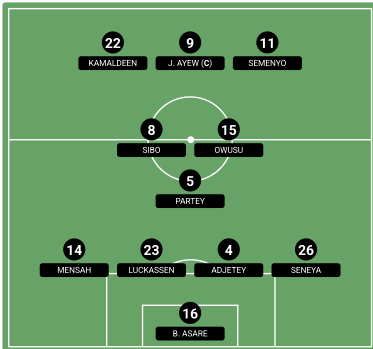 22 9 11
KAMALDEEN J. AYEW (C) SEMENYO
8 15
SIBO OWUSU
5
PARTEY
14 23 4 26
MENSAH LUCKASSEN ADJETEY SENEYA
16
B. ASARE